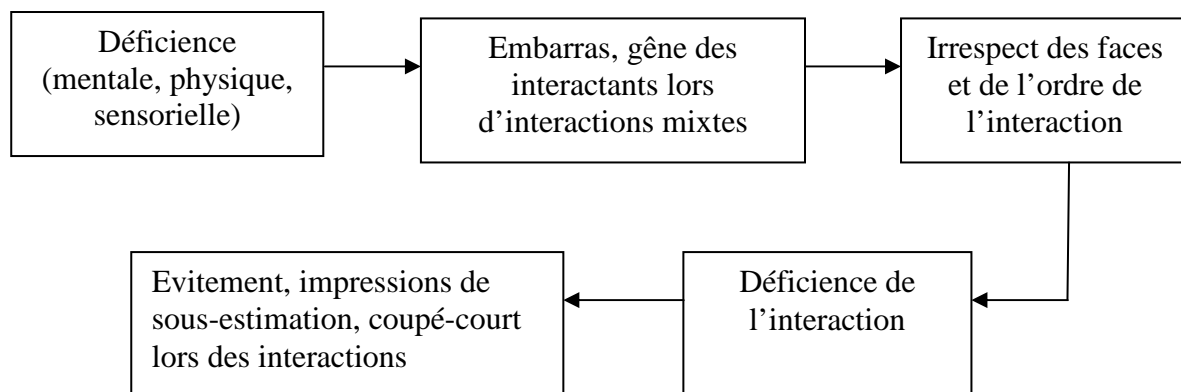 Déficience
(mentale, physique,
sensorielle)
Embarras, gêne des
interactants lors
d’interactions mixtes
Irrespect des faces
et de l’ordre de
l’interaction
Déficience de
l’interaction
Evitement, impressions de
sous-estimation, coupé-court
lors des interactions